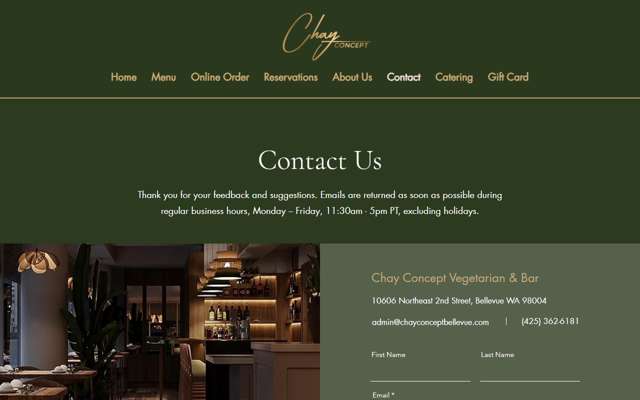 Chay
CONCEPT
Home Menu Online Order Reservations About Us Contact Catering Gift Card
Contact Us
Thank you for your feedback and suggestions. Emails are returned as soon as possible during
regular business hours, Monday – Friday, 11:30am - 5pm PT, excluding holidays.
Chay Concept Vegetarian & Bar
10606 Northeast 2nd Street, Bellevue WA 98004
admin@chayconceptbellevue.com | (425) 362-6181
First Name Last Name
Email *